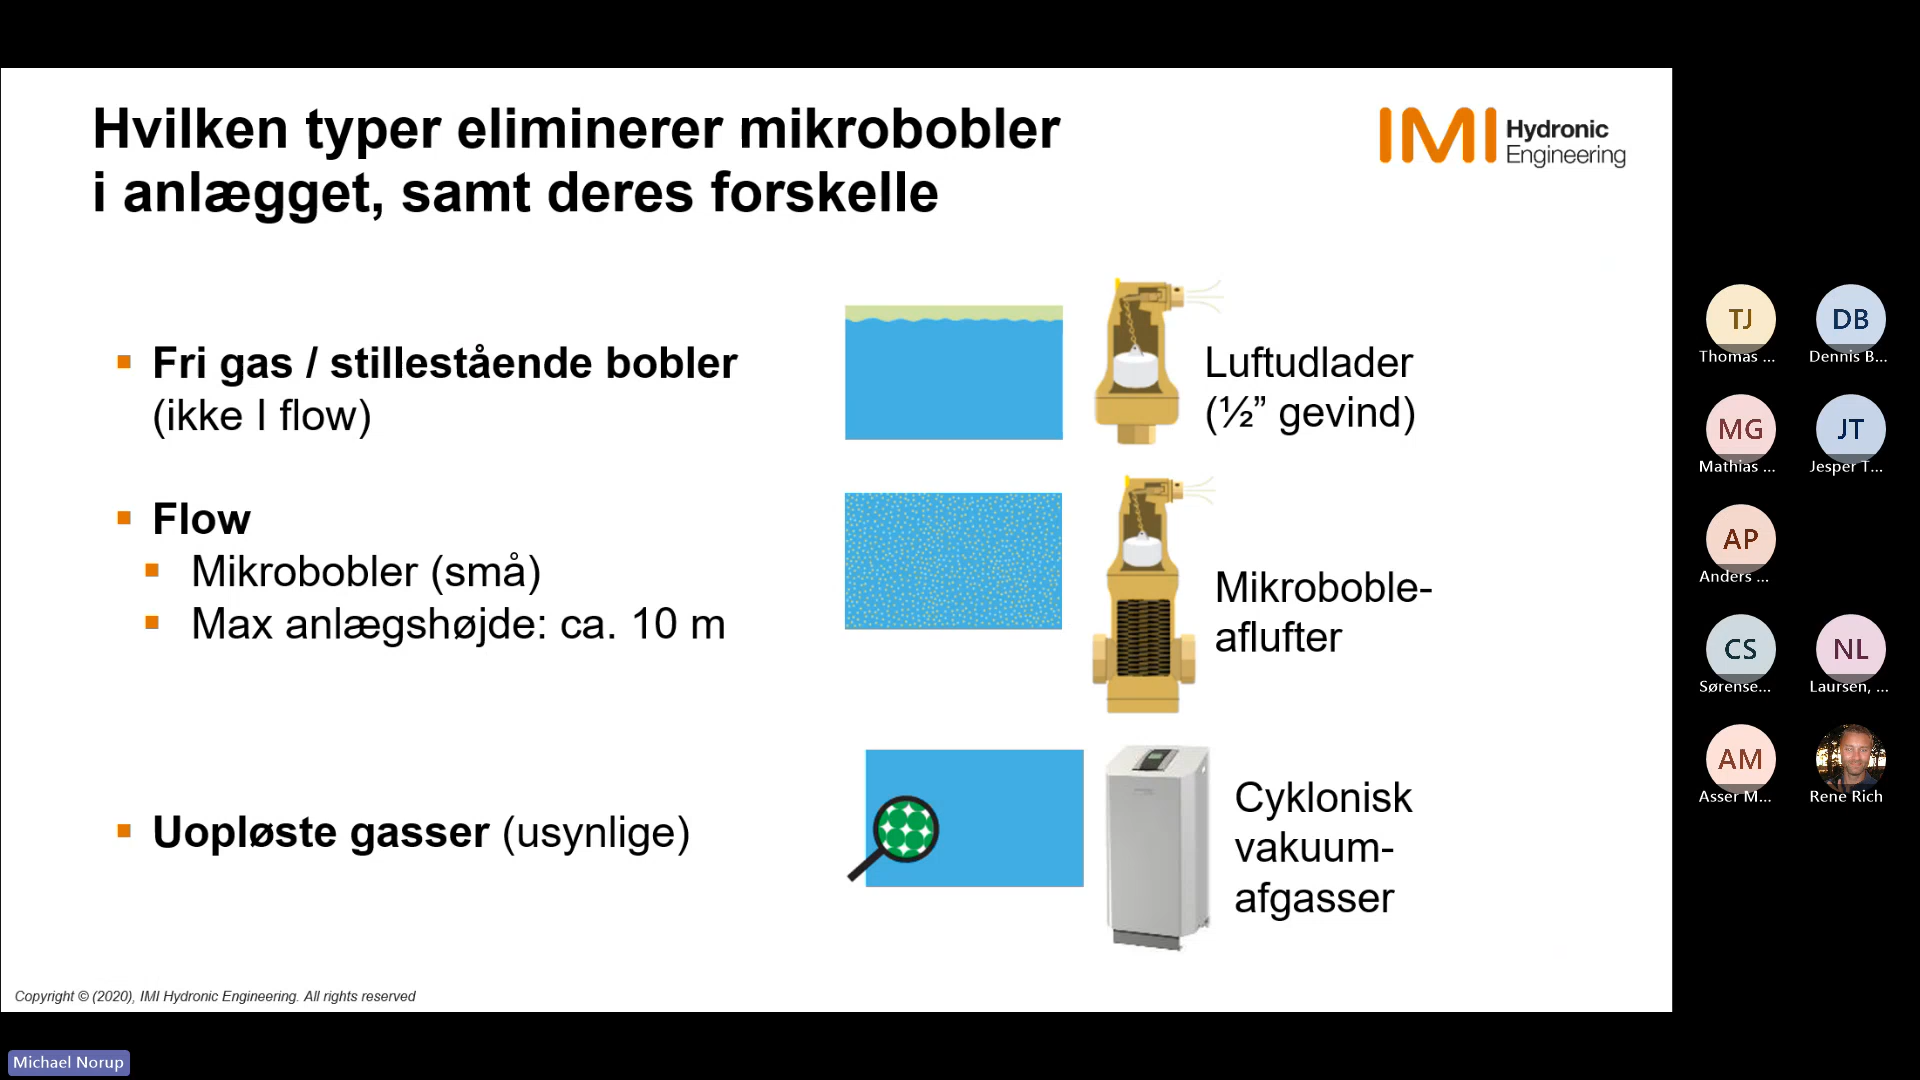 Hvilken typer eliminerer mikrobobler
i anlægget, samt deres forskelle
IMI Hydronic
Engineering
Fri gas / stillestående bobler
(ikke I flow)
Luftudlader
(½” gevind)
Flow
Mikrobobler (små)
Max anlægshøjde: ca. 10 m
Mikroboble-
aflufter
Uopløste gasser (usynlige)
Cyklonisk
vakuum-
afgasser
Copyright © (2020), IMI Hydronic Engineering. All rights reserved
Michael Norup
TJ
Thomas ...
DB
Dennis B...
MG
Mathias ...
JT
Jesper T...
AP
Anders ...
CS
Sørense...
NL
Laursen, ...
AM
Asser M...
Rene Rich